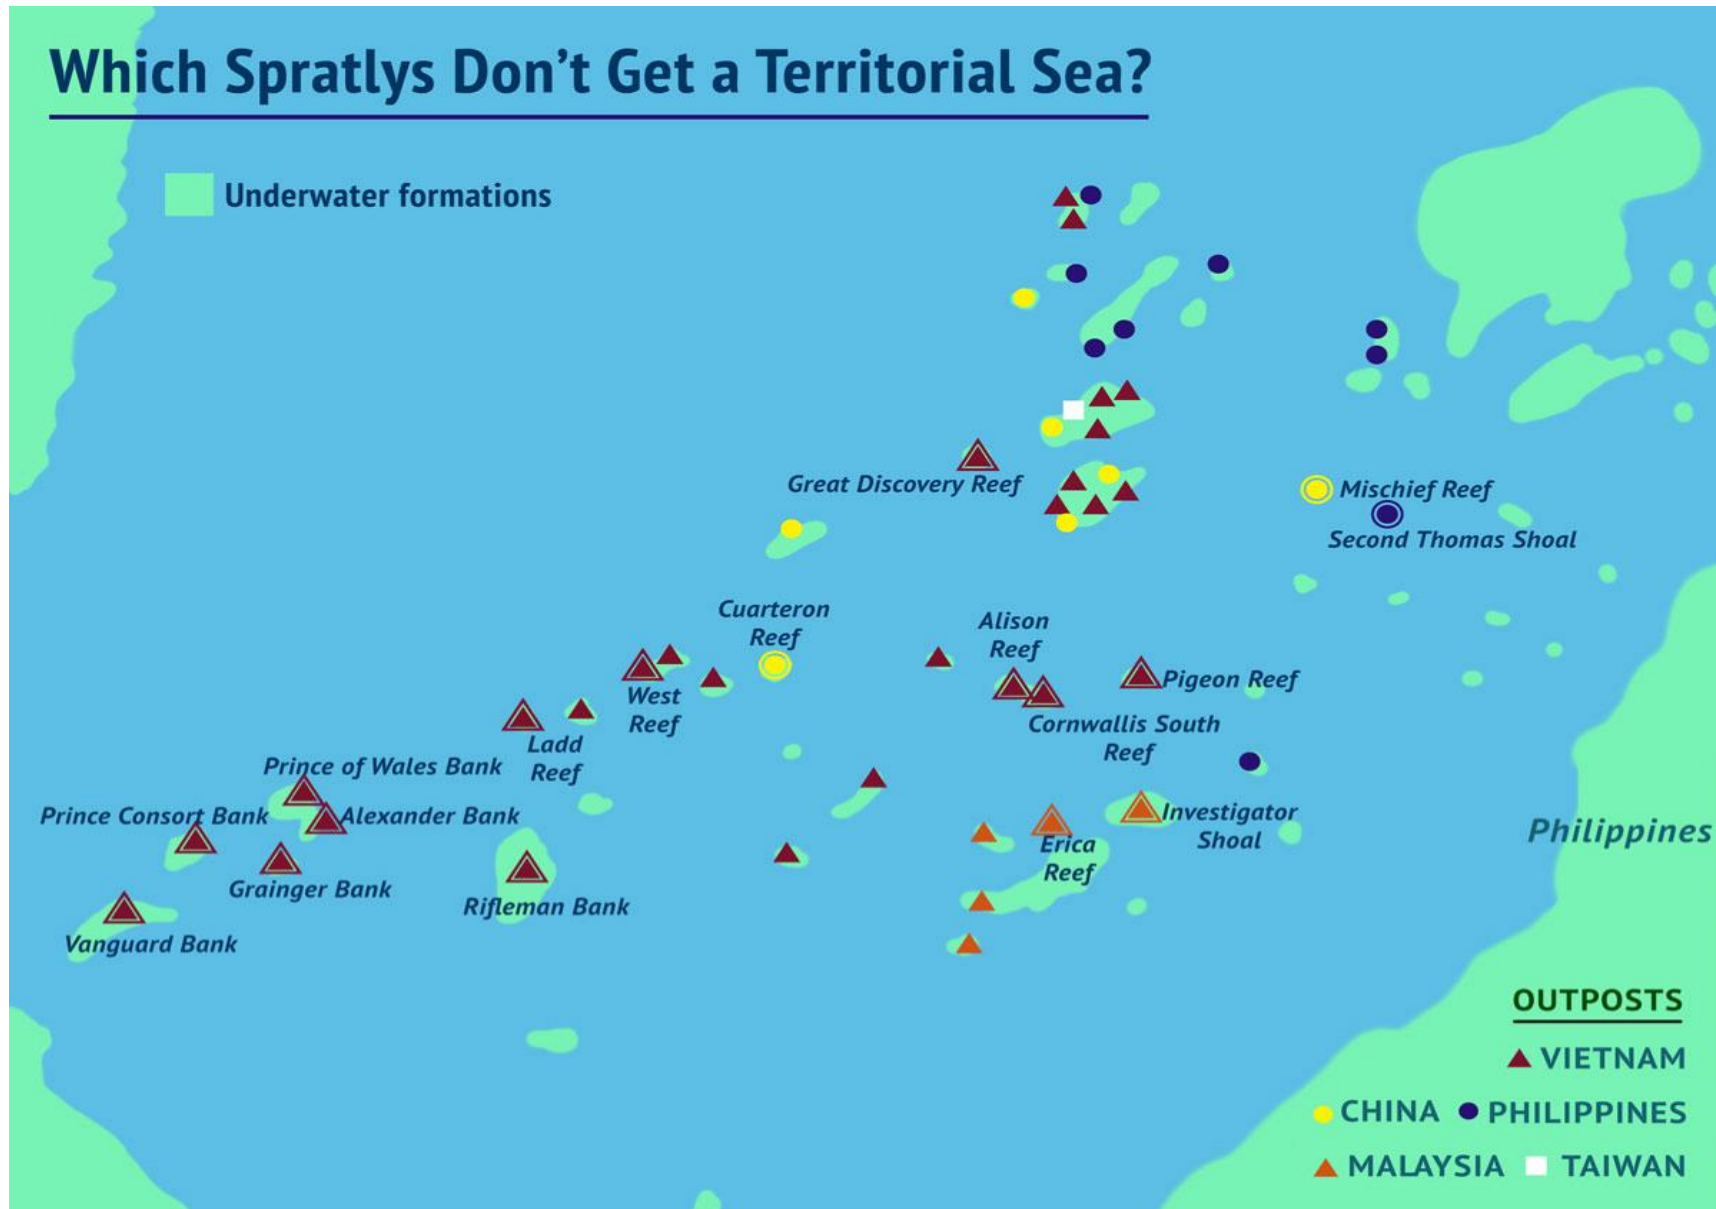 Which Spratlys Don't Get a Territorial Sea?
Underwater formations
Great Discovery Reef
Mischief Reef
Second Thomas Shoal
Cuarteron
Reef
Alison
Reef
West
Reef
Pigeon Reef
Cornwallis South
Reef
Ladd
Reef
Prince of Wales Bank
Prince Consort Bank
Alexander Bank
Investigator
Shoal
Erica
Reef
Philippines
Grainger Bank
Rifleman Bank
Vanguard Bank
OUTPOSTS
VIETNAM
CHINA
PHILIPPINES
MALAYSIA
TAIWAN